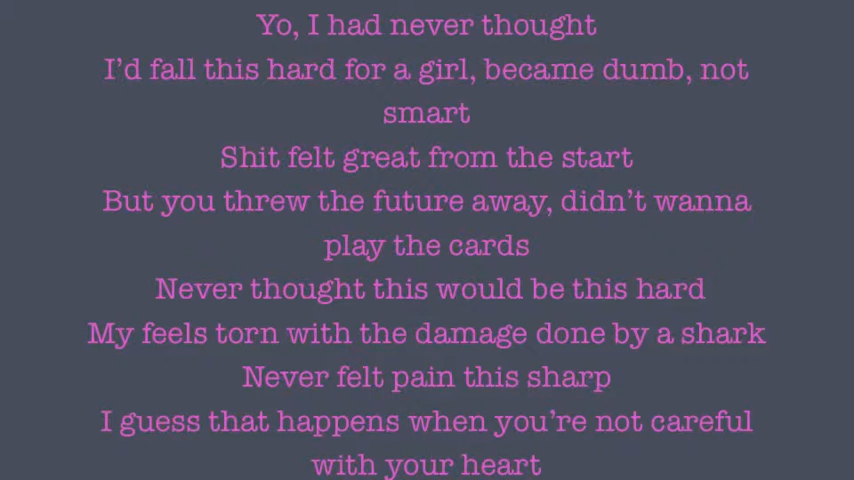 Yo, I had never thought
I’d fall this hard for a girl, became dumb, not
smart
Shit felt great from the start
But you threw the future away, didn’t wanna
play the cards
Never thought this would be this hard
My feels torn with the damage done by a shark
Never felt pain this sharp
I guess that happens when you’re not careful
with your heart